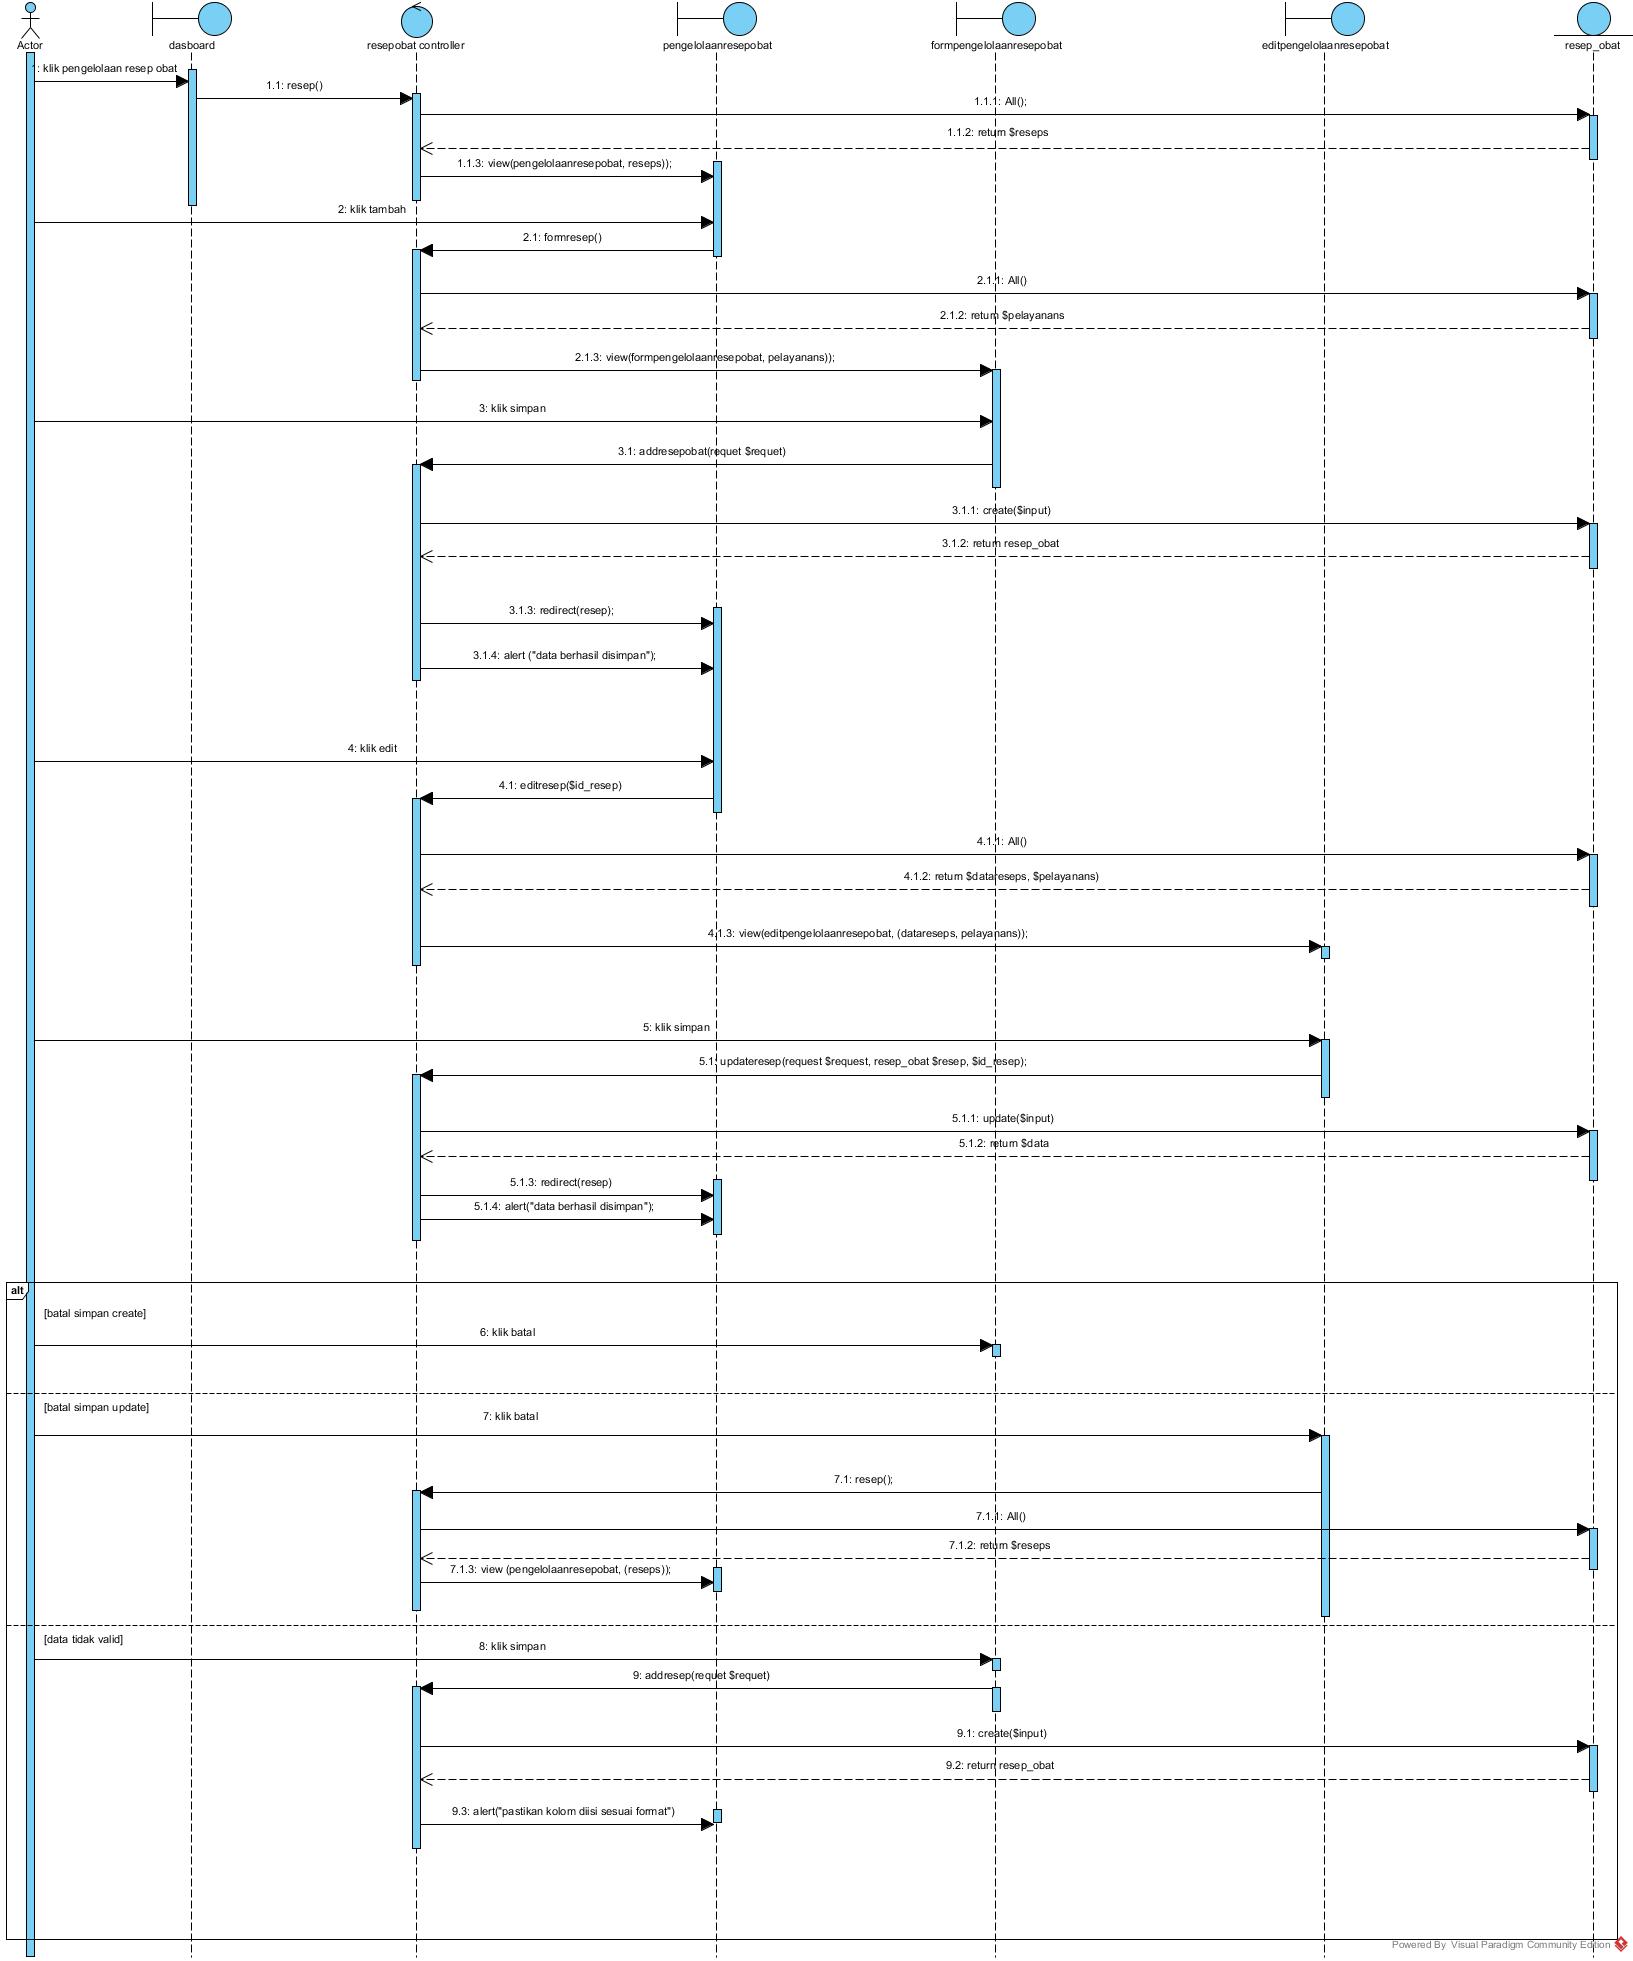 Actor
dasboard
resepobat controller
pengelolaanresepobat
formpengelolaanresepobat
editpengelolaanresepobat
resep_obat
1: klik pengelolaan resep obat
1.1: resep()
1.1.1: All();
1.1.2: return $reseps
1.1.3: view(pengelolaanresepobat, reseps));
2: klik tambah
2.1: formresep()
2.1.1: All()
2.1.2: return $pelayanans
2.1.3: view(formpengelolaanresepobat, pelayanans));
3: klik simpan
3.1: addresepobat(requet $requet)
3.1.1: create($input)
3.1.2: return resep_obat
3.1.3: redirect(resep);
3.1.4: alert ("data berhasil disimpan");
4: klik edit
4.1: editresep($id_resep)
4.1.1: All()
4.1.2: return $datareseps, $pelayanans)
4.1.3: view(editpengelolaanresepobat, (datareseps, pelayanans));
5: klik simpan
5.1: updateresep(request $request, resep_obat $resep, $id_resep);
5.1.1: update($input)
5.1.2: return $data
5.1.3: redirect(resep)
5.1.4: alert("data berhasil disimpan");
alt
[batal simpan create]
6: klik batal
[batal simpan update]
7: klik batal
7.1: resep();
7.1.1: All()
7.1.2: return $reseps
7.1.3: view (pengelolaanresepobat, (reseps));
[data tidak valid]
8: klik simpan
9: addresep(requet $requet)
9.1: create($input)
9.2: return resep_obat
9.3: alert("pastikan kolom diisi sesuai format")
Powered By Visual Paradigm Community Edition